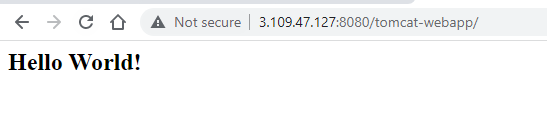 Not secure | 3.109.47.127:8080/tomcat-webapp/
Hello World!